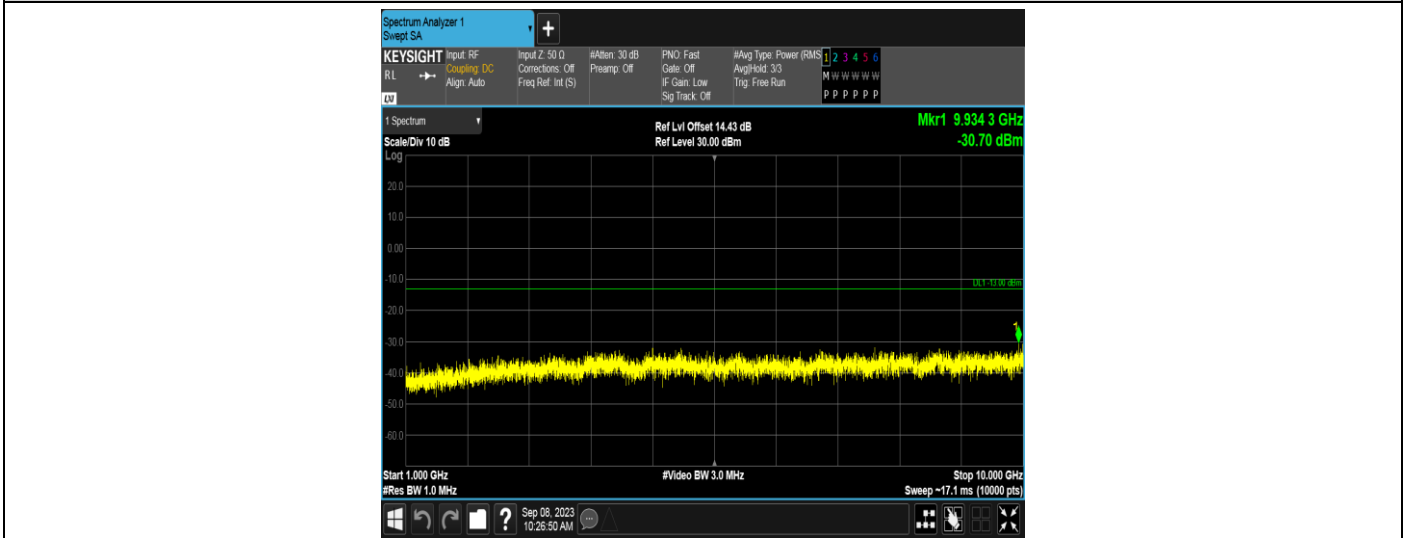 Spectrum Analyzer 1
Swept SA
+
KEYSIGHT
RL
LXI
Input: RF
Coupling: DC
Align: Auto
Input Z: 50 Ω
Corrections: Off
Freq Ref: Int (S)
#Atten: 30 dB
Preamp: Off
PNO: Fast
Gate: Off
IF Gain: Low
Sig Track: Off
#Avg Type: Power (RMS
Avg|Hold: 3/3
Trig: Free Run
1 2 3 4 5 6
M W W W W W
P P P P P P
1 Spectrum
Scale/Div 10 dB
Log
Ref Lvl Offset 14.43 dB
Ref Level 30.00 dBm
Mkr1 9.934 3 GHz
-30.70 dBm
20.0
10.0
0.00
-10.0
DL1 -13.00 dBm
-20.0
1
-30.0
-40.0
-50.0
-60.0
Start 1.000 GHz
#Res BW 1.0 MHz
#Video BW 3.0 MHz
Stop 10.000 GHz
Sweep ~17.1 ms (10000 pts)
?
Sep 08, 2023
10:26:50 AM